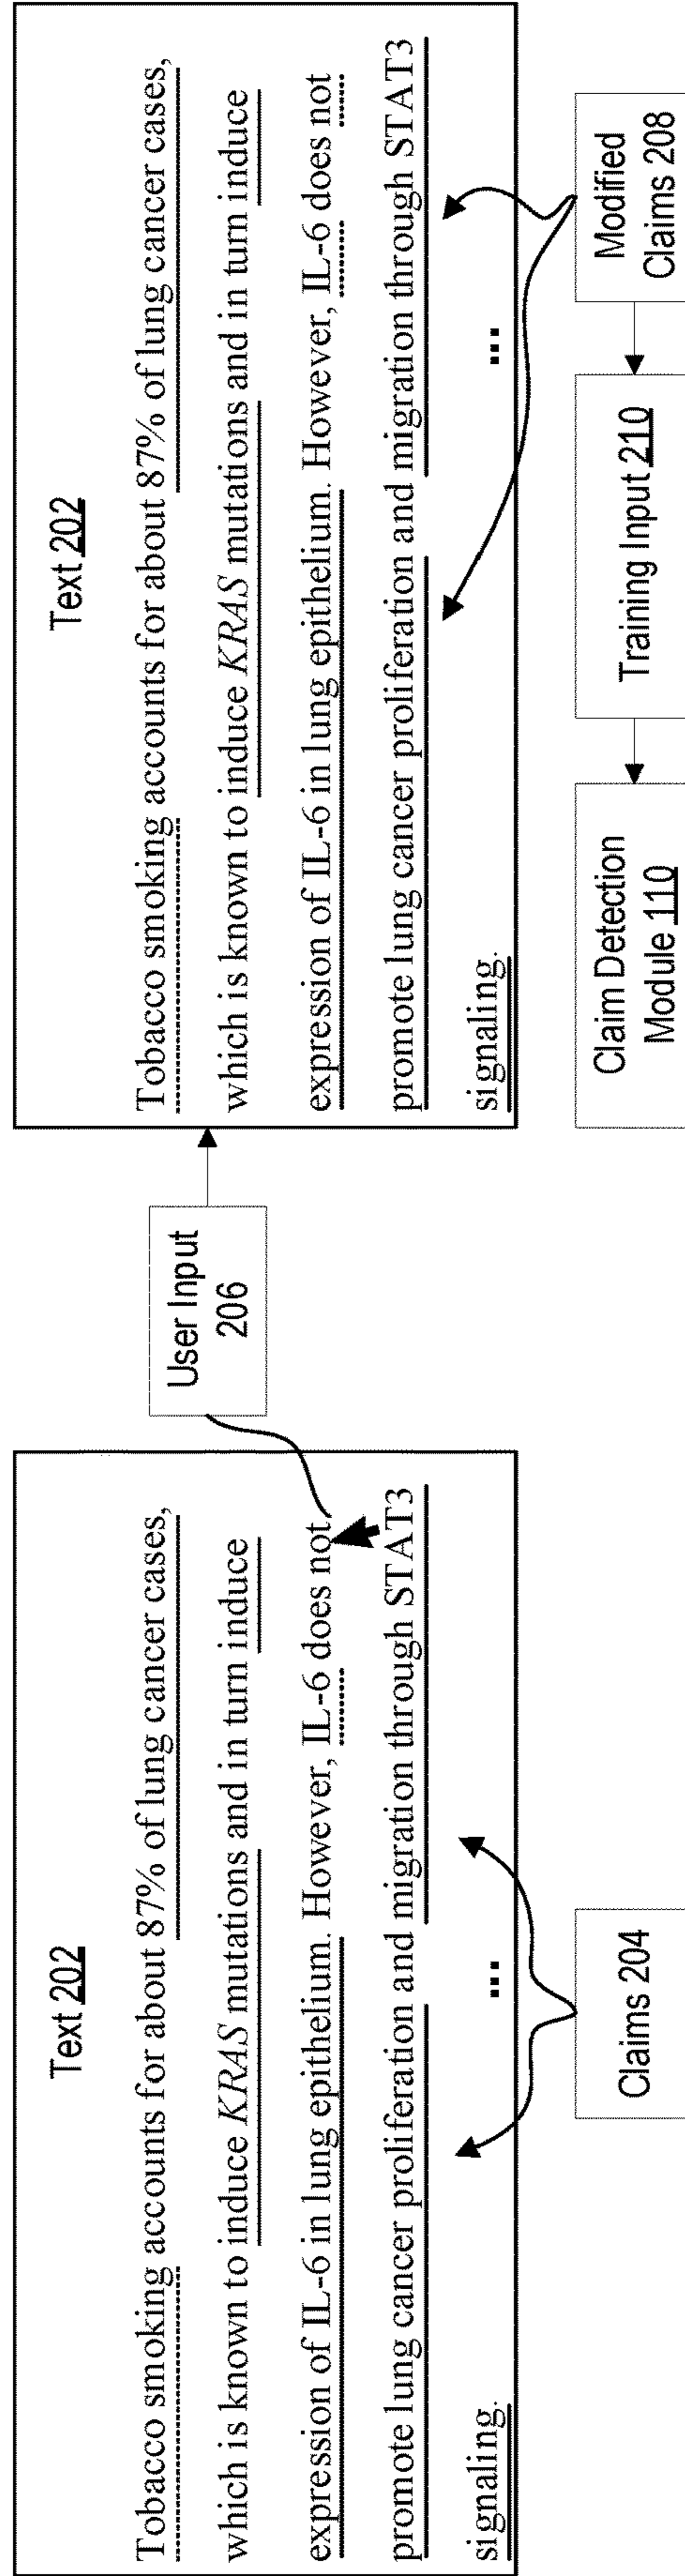 Text 202
Tobacco smoking accounts for about 87% of lung cancer cases,
which is known to induce KRAS mutations and in turn induce
expression of IL-6 in lung epithelium. However, IL-6 does not
promote lung cancer proliferation and migration through STAT3
signaling.
...
Claims 204
User Input
206
Text 202
Tobacco smoking accounts for about 87% of lung cancer cases,
which is known to induce KRAS mutations and in turn induce
expression of IL-6 in lung epithelium. However, IL-6 does not
promote lung cancer proliferation and migration through STAT3
signaling.
...
Claim Detection
Module 110
Training Input 210
Modified
Claims 208